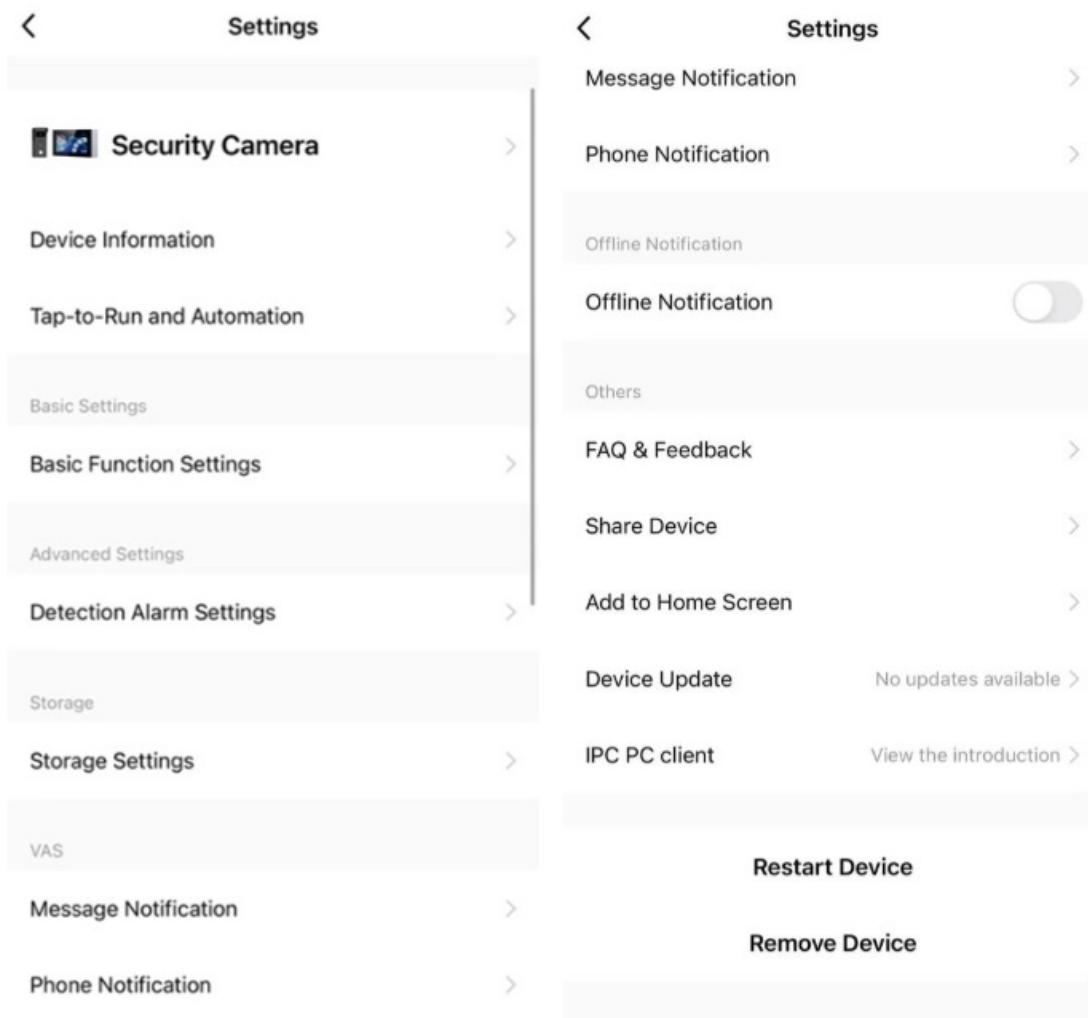 Settings
Security Camera
Device Information
Tap-to-Run and Automation
Basic Settings
Basic Function Settings
Advanced Settings
Detection Alarm Settings
Storage
Storage Settings
VAS
Message Notification
Phone Notification
Settings
Message Notification
Phone Notification
Offline Notification
Offline Notification
Others
FAQ & Feedback
Share Device
Add to Home Screen
Device Update No updates available
IPC PC client View the introduction
Restart Device
Remove Device